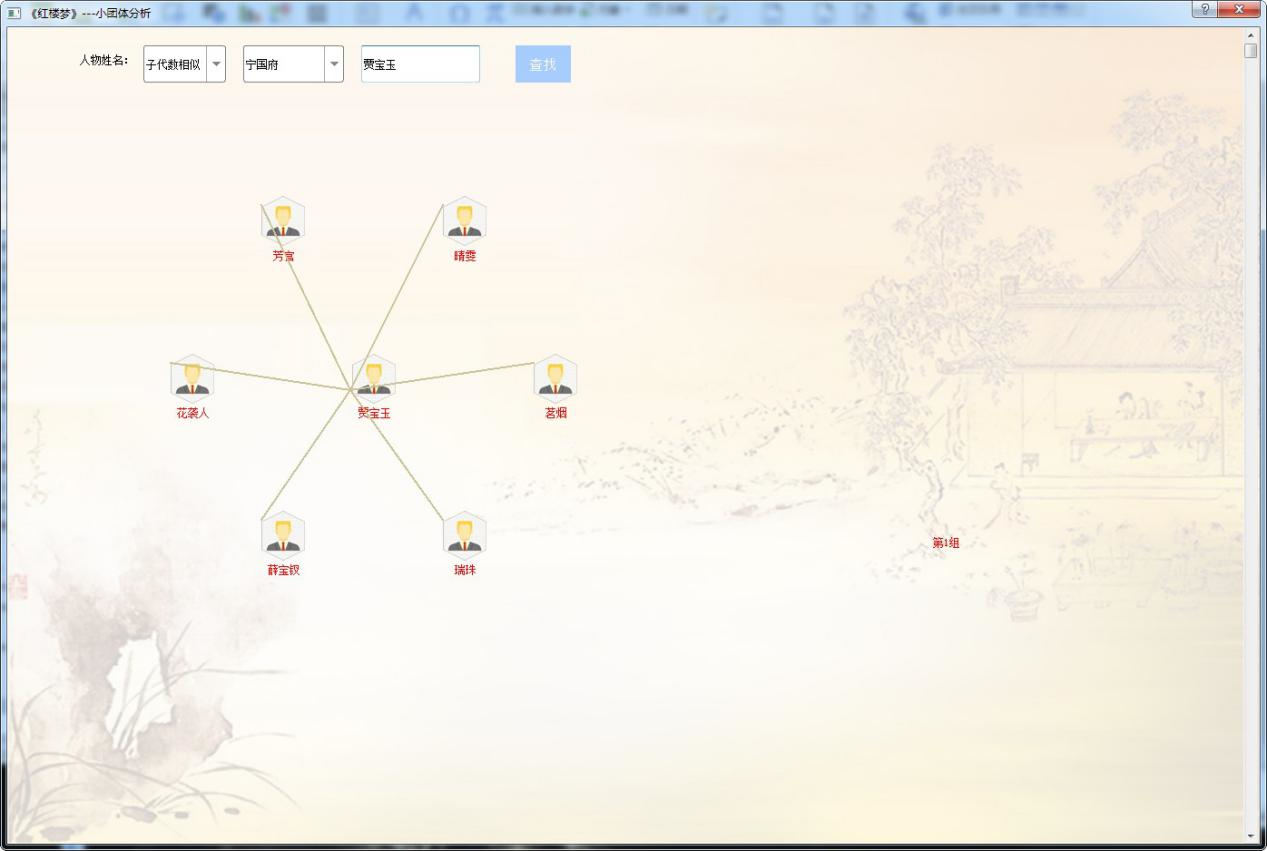 《红楼梦》---小团体分析
人物姓名: 子代数相似 宁国府 贾宝玉 查找
芳官 晴雯
花袭人 贾宝玉 茗烟
薛宝钗 瑞珠
第1组